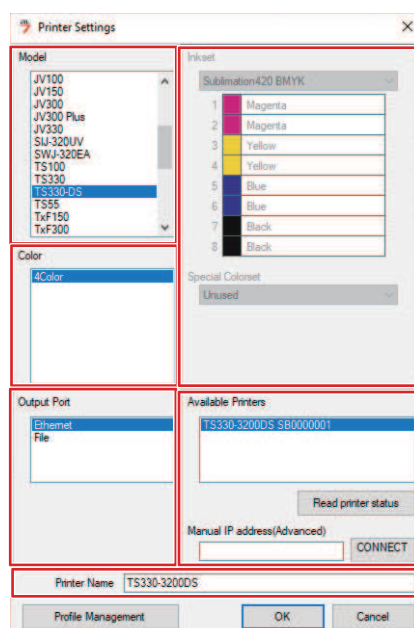 Printer Settings
Model
JV100
JV150
JV300
JV300 Plus
JV330
SIJ-320UV
SWJ-320EA
TS100
TS330
TS330-DS
TS55
TxF150
TxF300
Inkset
Sublimation420 BMYK
1 Magenta
2 Magenta
3 Yellow
4 Yellow
5 Blue
6 Blue
7 Black
8 Black
Color
4Color
Special Colorset
Unused
Output Port
Ethernet
File
Available Printers
TS330-3200DS SB0000001
Read printer status
Manual IP address(Advanced)
CONNECT
Printer Name TS330-3200DS
Profile Management OK Cancel